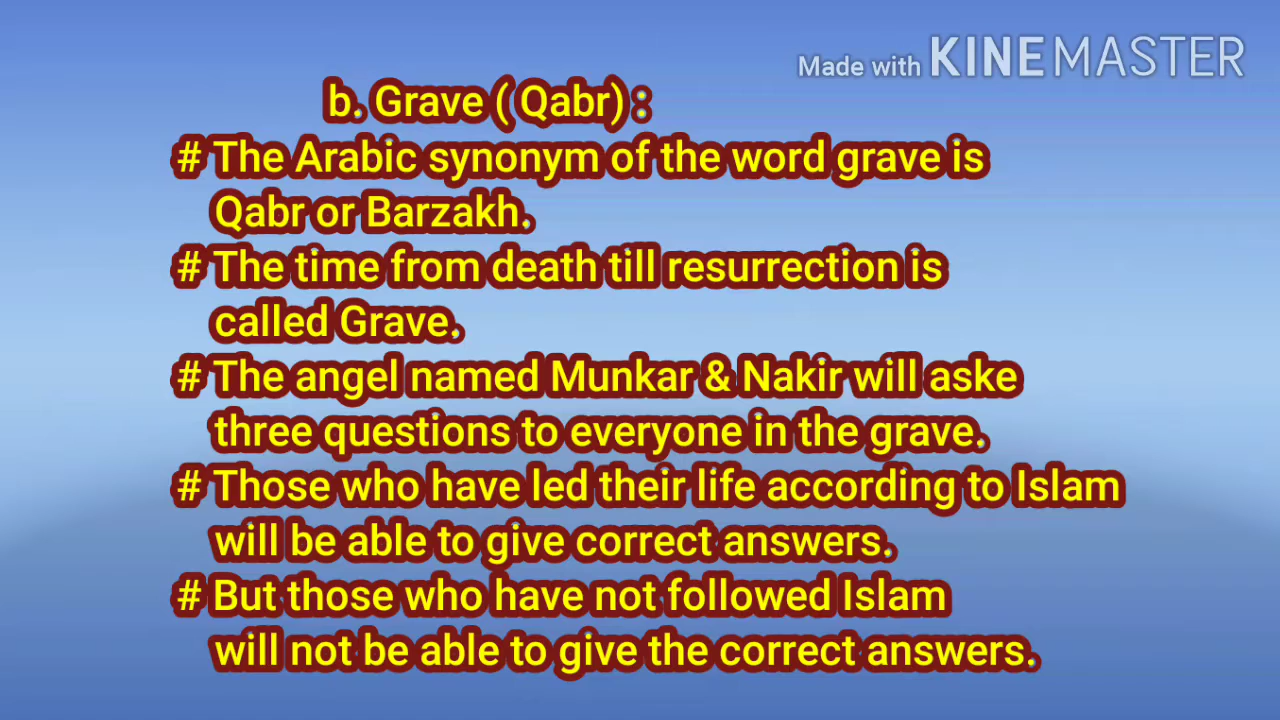 Made with KINEMASTER
b. Grave ( Qabr) :
# The Arabic synonym of the word grave is
Qabr or Barzakh.
# The time from death till resurrection is
called Grave.
# The angel named Munkar & Nakir will aske
three questions to everyone in the grave.
# Those who have led their life according to Islam
will be able to give correct answers.
# But those who have not followed Islam
will not be able to give the correct answers.